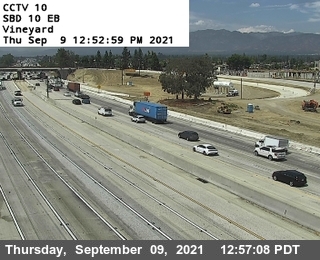 CCTV 10
SBD 10 EB
Vineyard
Thu Sep 9 12:52:59 PM 2021
Thursday, September 09, 2021 12:57:08 PDT